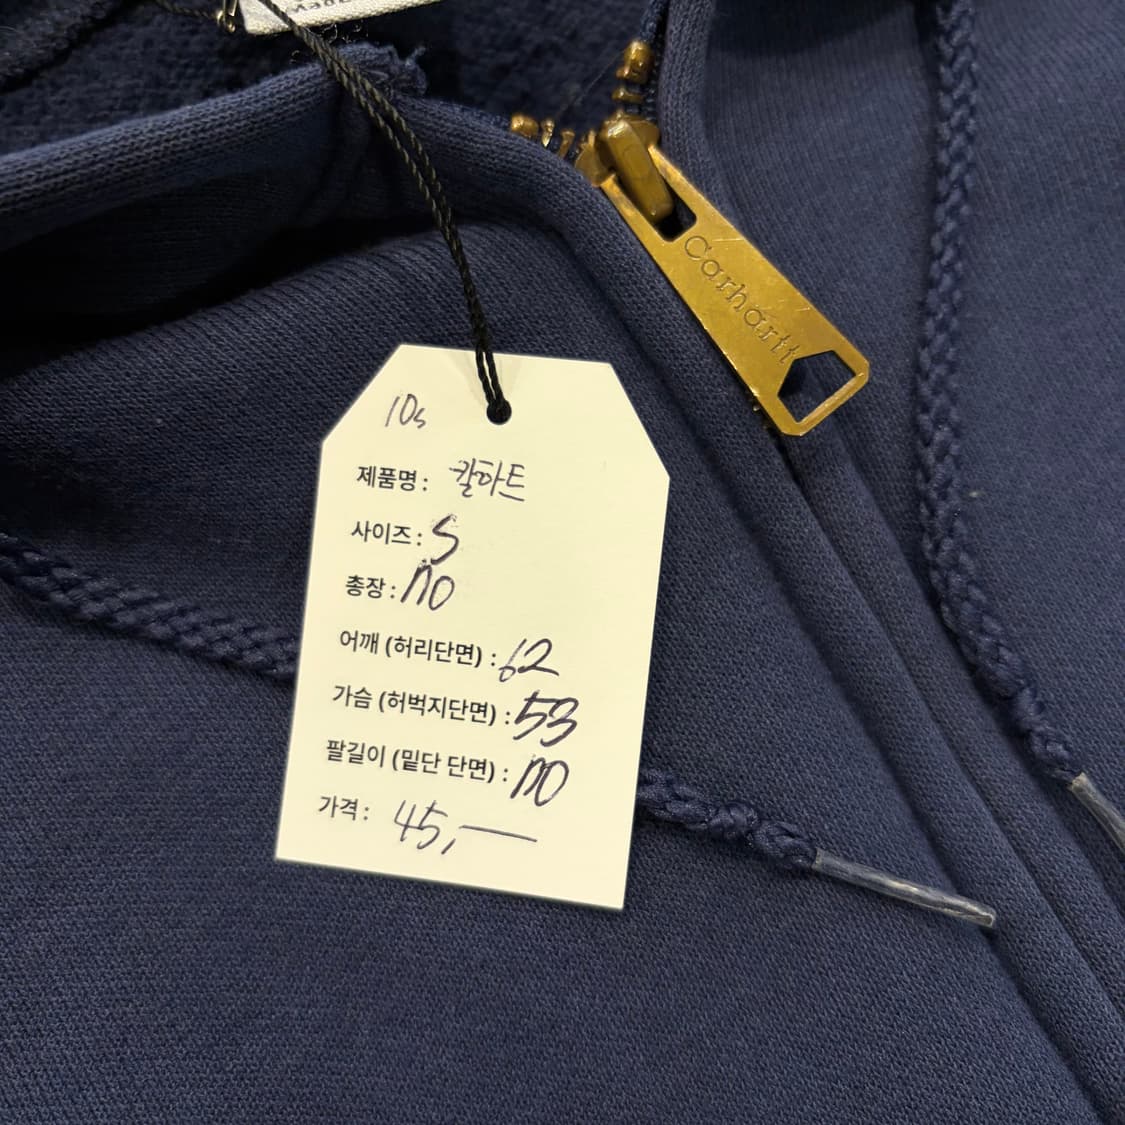 10s
제품명 : 칼하트
사이즈 : S
총장 : 70
어깨 (허리단면) : 62
가슴 (허벅지단면) : 53
팔길이 (밑단 단면) : 70
가격 : 45,—
Carhartt